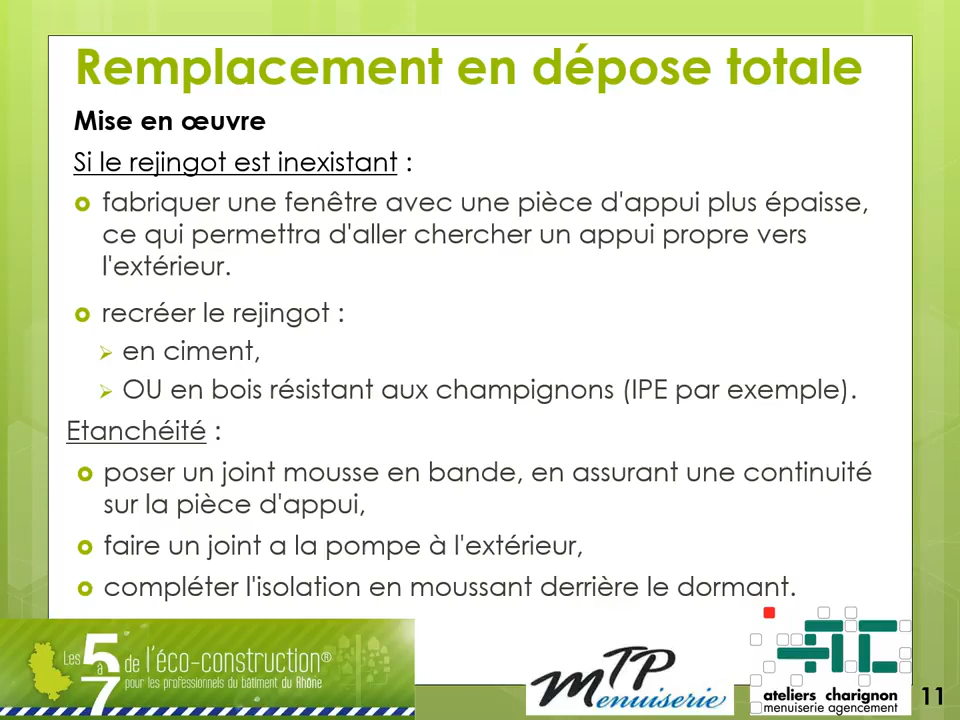 Remplacement en dépose totale
Mise en œuvre
Si le rejingot est inexistant :
fabriquer une fenêtre avec une pièce d'appui plus épaisse,
ce qui permettra d'aller chercher un appui propre vers
l'extérieur.
recréer le rejingot :
en ciment,
OU en bois résistant aux champignons (IPE par exemple).
Etanchéité :
poser un joint mousse en bande, en assurant une continuité
sur la pièce d'appui,
faire un joint a la pompe à l'extérieur,
compléter l'isolation en moussant derrière le dormant.
Les 5 à 7 de l'éco-construction®
pour les professionnels du bâtiment du Rhône
MTP
Menuiserie
AC
ateliers charignon
menuiserie agencement
11